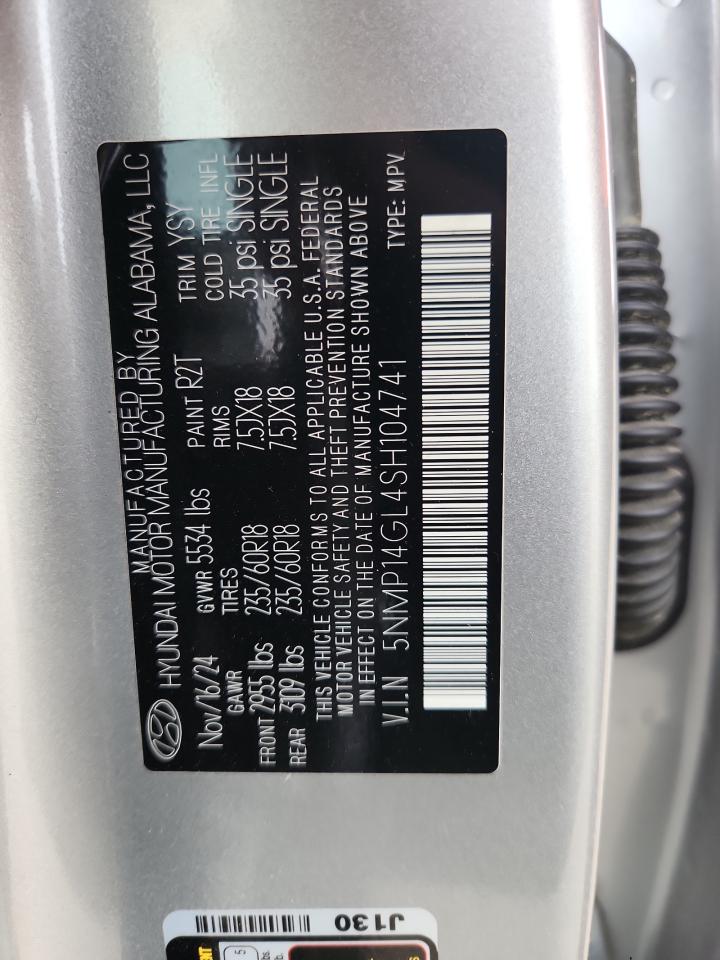 MANUFACTURED BY
HYUNDAI MOTOR MANUFACTURING ALABAMA, LLC
Nov/16/24 GVWR 5534 lbs PAINT R2T TRIM YSY
GAWR TIRES RIMS COLD TIRE INFL
FRONT 2955 lbs 235/60R18 7.5JX18 35 psi SINGLE
REAR 3109 lbs 235/60R18 7.5JX18 35 psi SINGLE
THIS VEHICLE CONFORMS TO ALL APPLICABLE U.S.A. FEDERAL
MOTOR VEHICLE SAFETY AND THEFT PREVENTION STANDARDS
IN EFFECT ON THE DATE OF MANUFACTURE SHOWN ABOVE
V.I.N 5NMP14GL4SH104741 TYPE: MPV
J130
5